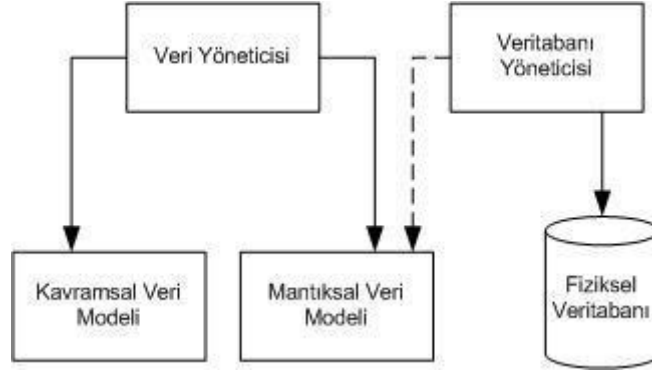 Veri Yöneticisi
Veritabanı
Yöneticisi
Kavramsal Veri
Modeli
Mantıksal Veri
Modeli
Fiziksel
Veritabanı